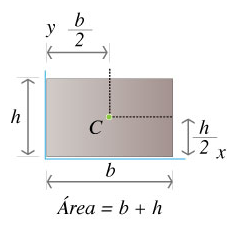 y b/2
h
C
h/2 x
b
Área = b + h